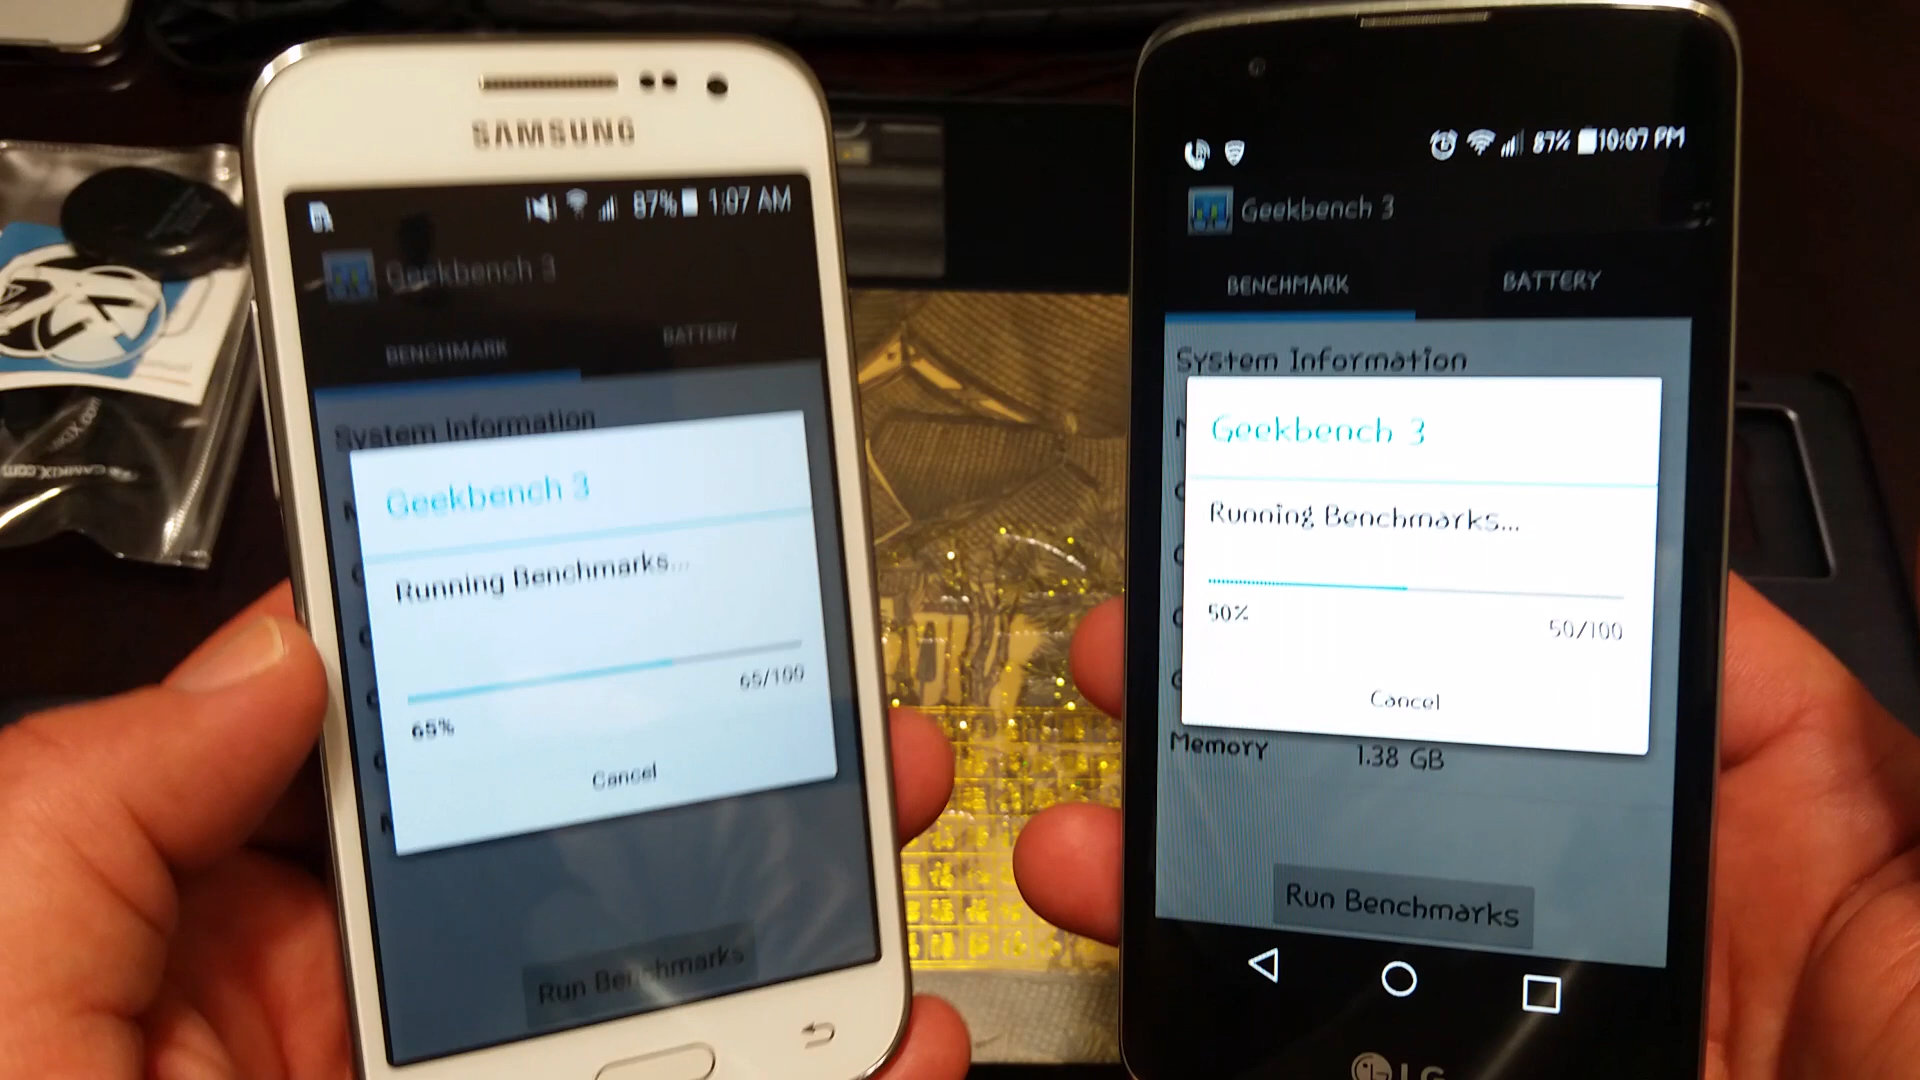 SAMSUNG
87% 1:07 AM
Geekbench 3
BENCHMARK
BATTERY
System Information
Geekbench 3
Running Benchmarks...
65/100
65%
Cancel
Run Benchmarks
87% 10:07 PM
Geekbench 3
BENCHMARK
BATTERY
System Information
Geekbench 3
Running Benchmarks...
50%
50/100
Cancel
Memory 1.38 GB
Run Benchmarks
LG